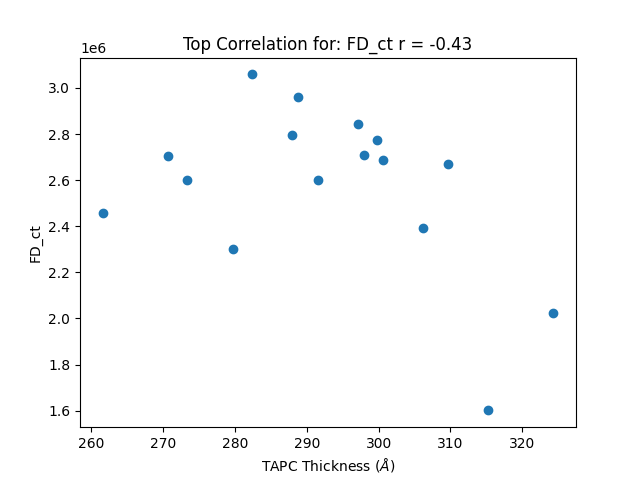 Top Correlation for: FD_ct r = -0.43
1e6
3.0
2.8
2.6
2.4
2.2
2.0
1.8
1.6
FD_ct
260 270 280 290 300 310 320
TAPC Thickness (Å)